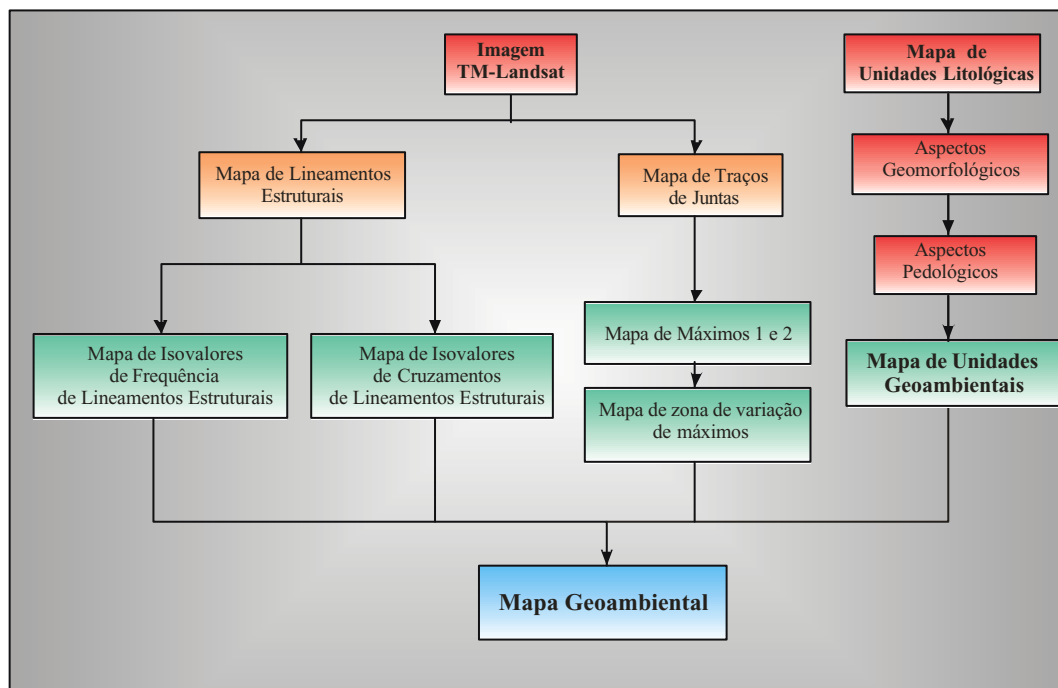 Imagem
TM-Landsat
Mapa de
Unidades Litológicas
Aspectos
Geomorfológicos
Mapa de Lineamentos
Estruturais
Mapa de Traços
de Juntas
Aspectos
Pedológicos
Mapa de Isovalores
de Frequência
de Lineamentos Estruturais
Mapa de Isovalores
de Cruzamentos
de Lineamentos Estruturais
Mapa de Máximos 1 e 2
Mapa de zona de variação
de máximos
Mapa de Unidades
Geoambientais
Mapa Geoambiental